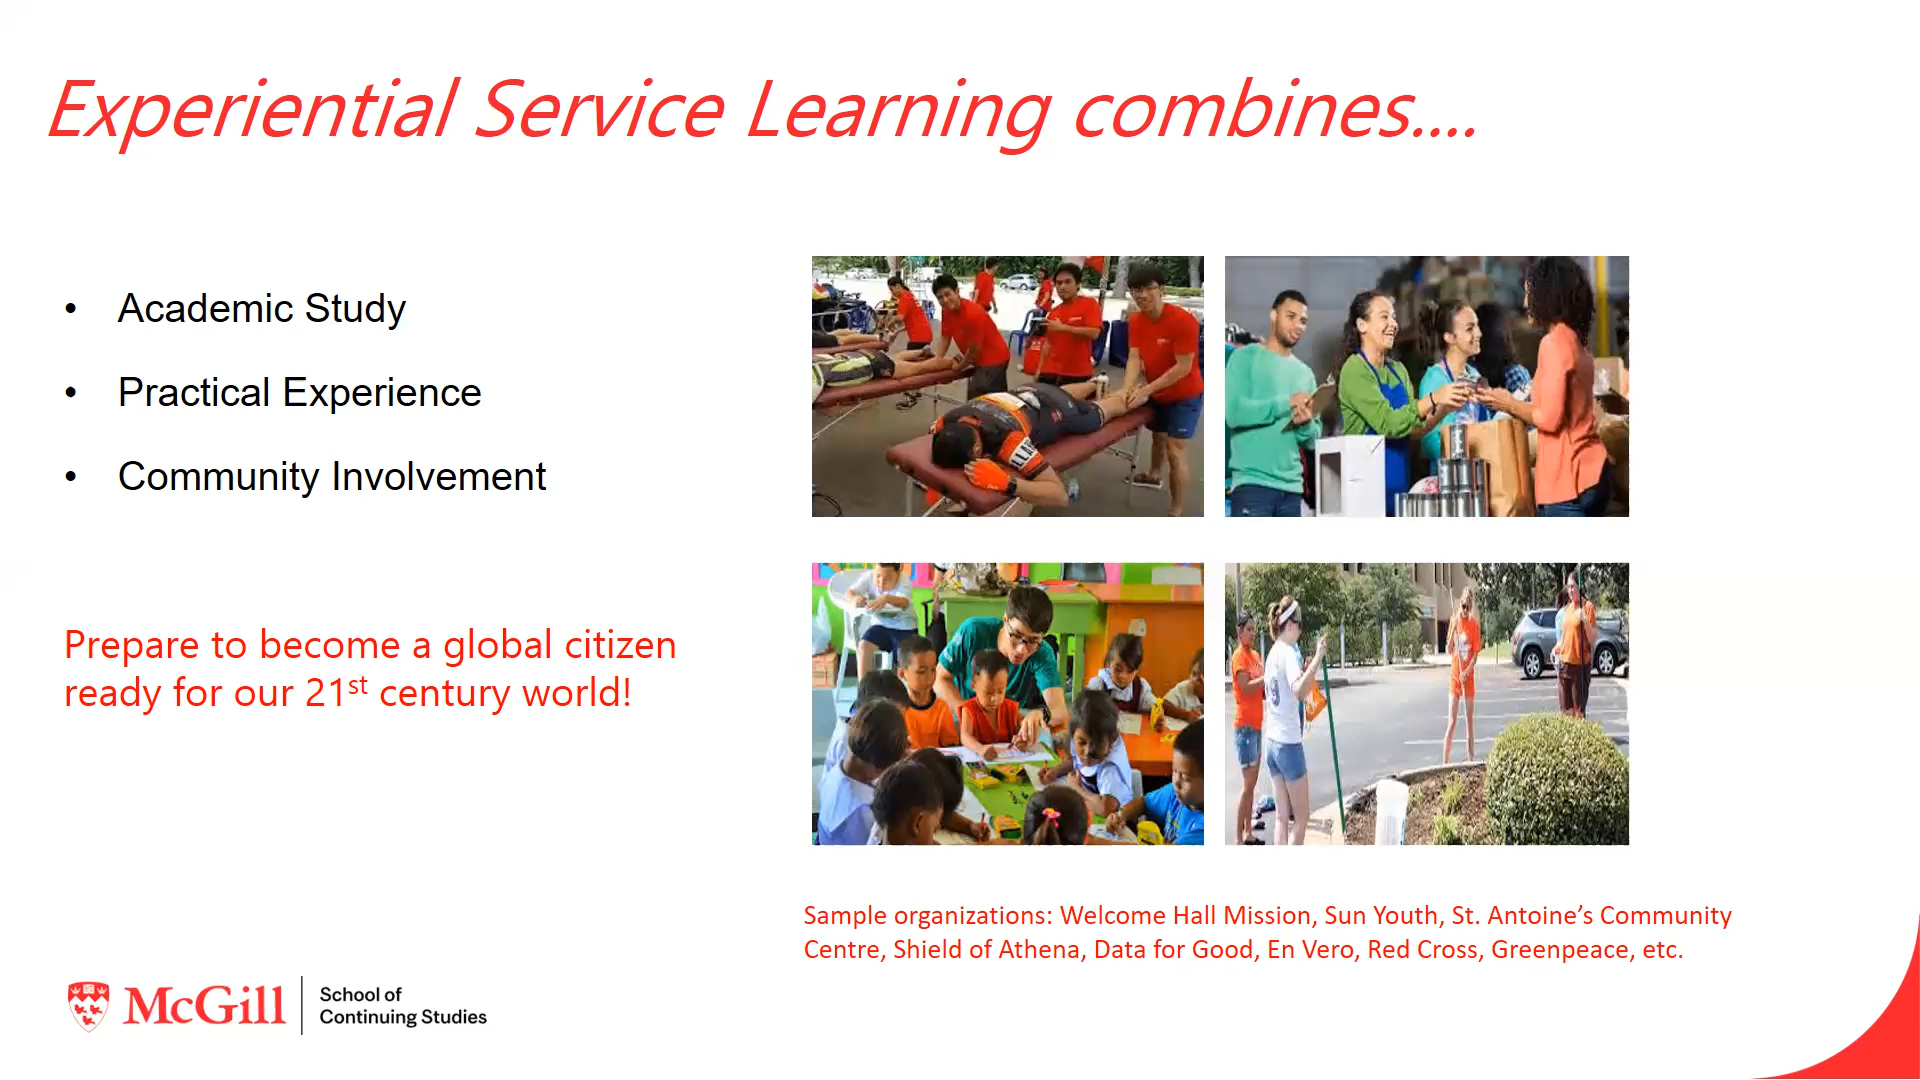 Experiential Service Learning combines....
• Academic Study
• Practical Experience
• Community Involvement
Prepare to become a global citizen
ready for our 21st century world!
Sample organizations: Welcome Hall Mission, Sun Youth, St. Antoine’s Community
Centre, Shield of Athena, Data for Good, En Vero, Red Cross, Greenpeace, etc.
McGill
School of
Continuing Studies